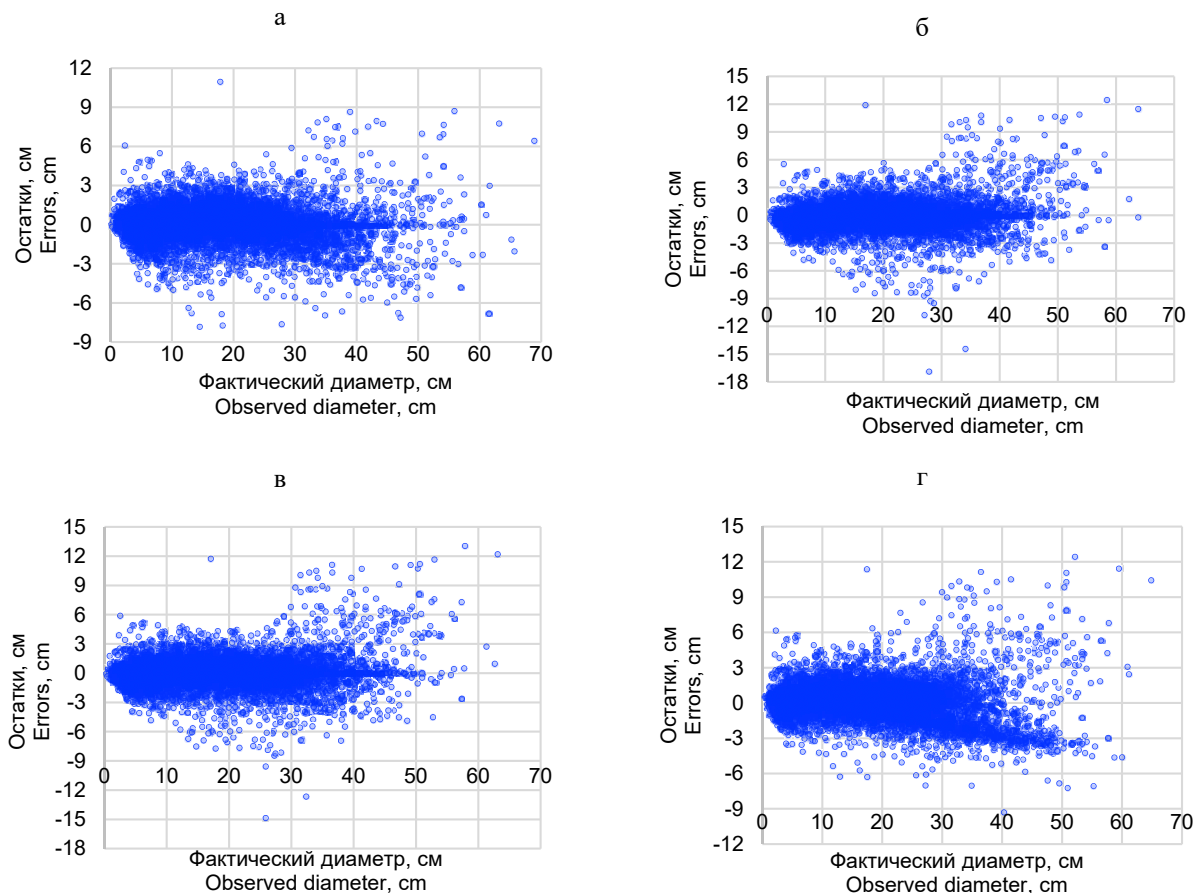 а
12
9
6
3
0
-3
-6
-9
0 10 20 30 40 50 60 70
Остатки, см
Errors, cm
Фактический диаметр, см
Observed diameter, cm
б
15
12
9
6
3
0
-3
-6
-9
-12
-15
-18
0 10 20 30 40 50 60 70
Остатки, см
Errors, cm
Фактический диаметр, см
Observed diameter, cm
в
15
12
9
6
3
0
-3
-6
-9
-12
-15
-18
0 10 20 30 40 50 60 70
Остатки, см
Errors, cm
Фактический диаметр, см
Observed diameter, cm
г
15
12
9
6
3
0
-3
-6
-9
-12
0 10 20 30 40 50 60 70
Остатки, см
Errors, cm
Фактический диаметр, см
Observed diameter, cm